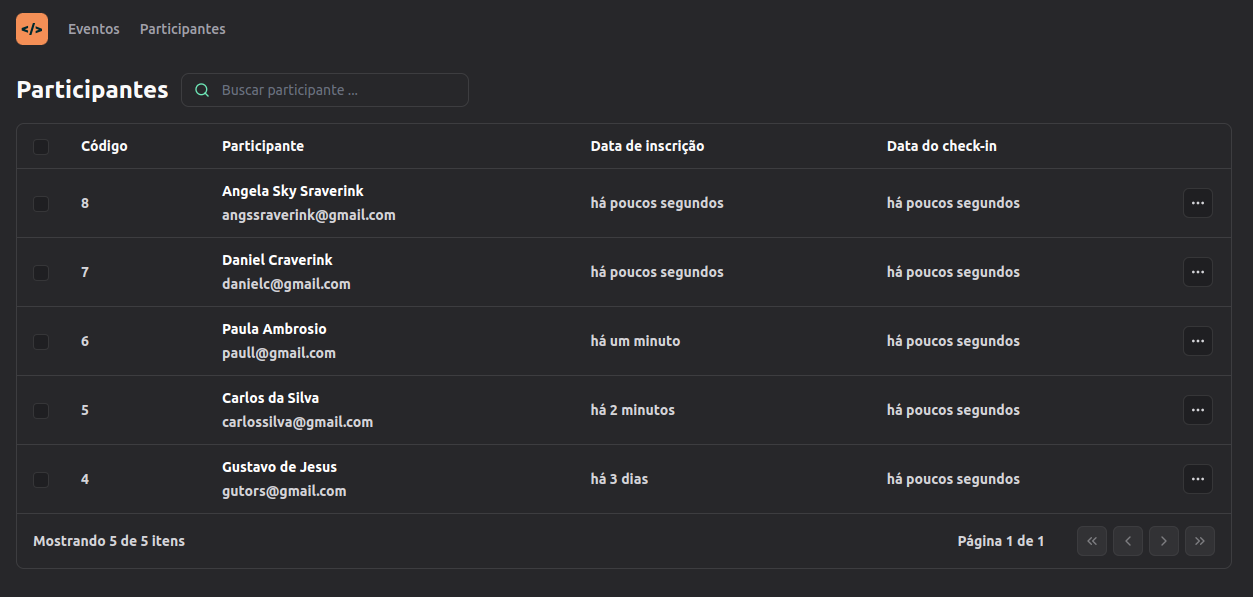 </> Eventos Participantes
Participantes Buscar participante ...
Código Participante Data de inscrição Data do check-in
8 Angela Sky Sraverink há poucos segundos há poucos segundos ...
angssraverink@gmail.com
7 Daniel Craverink há poucos segundos há poucos segundos ...
danielc@gmail.com
6 Paula Ambrosio há um minuto há poucos segundos ...
paull@gmail.com
5 Carlos da Silva há 2 minutos há poucos segundos ...
carlossilva@gmail.com
4 Gustavo de Jesus há 3 dias há poucos segundos ...
gutors@gmail.com
Mostrando 5 de 5 itens Página 1 de 1 « ‹ › »